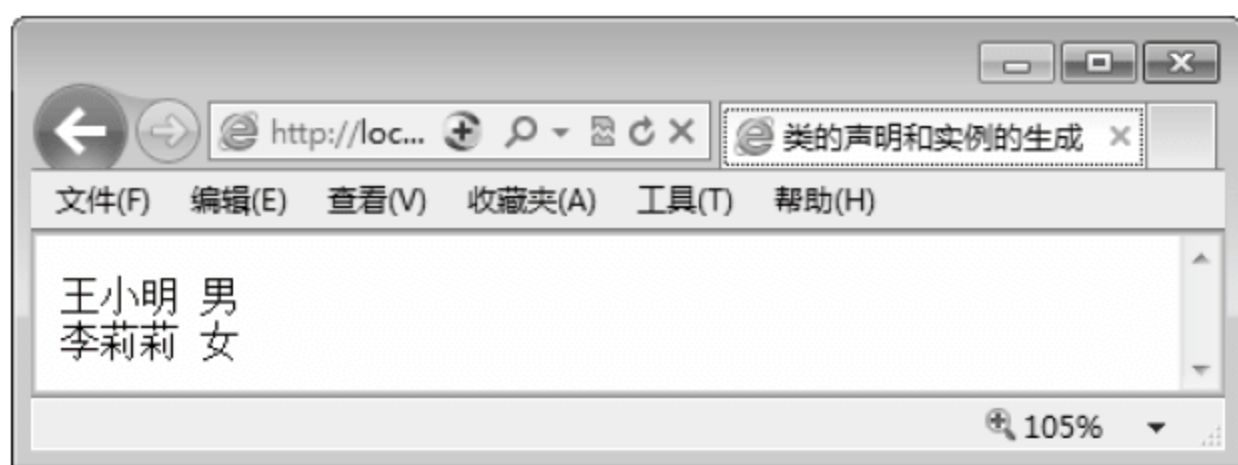 http://loc... 类的声明和实例的生成
文件(F) 编辑(E) 查看(V) 收藏夹(A) 工具(T) 帮助(H)
王小明 男
李莉莉 女
105%